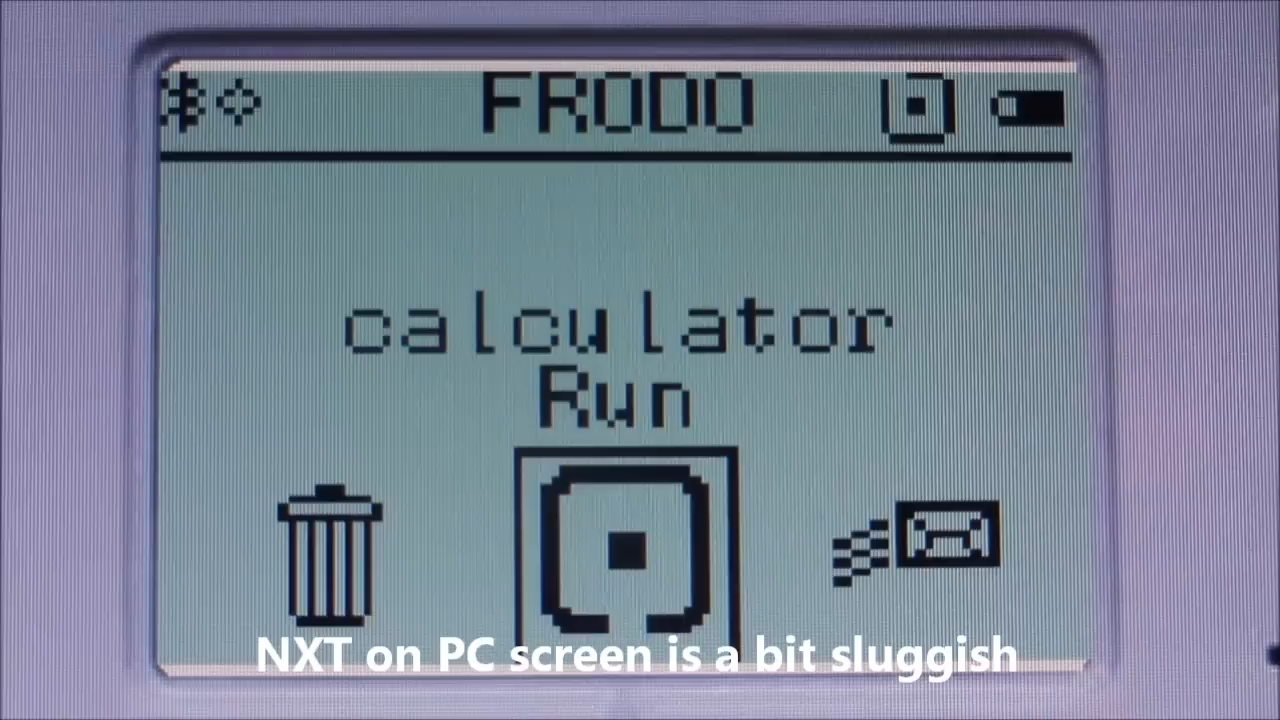 FRODO
calculator
Run
NXT on PC screen is a bit sluggish